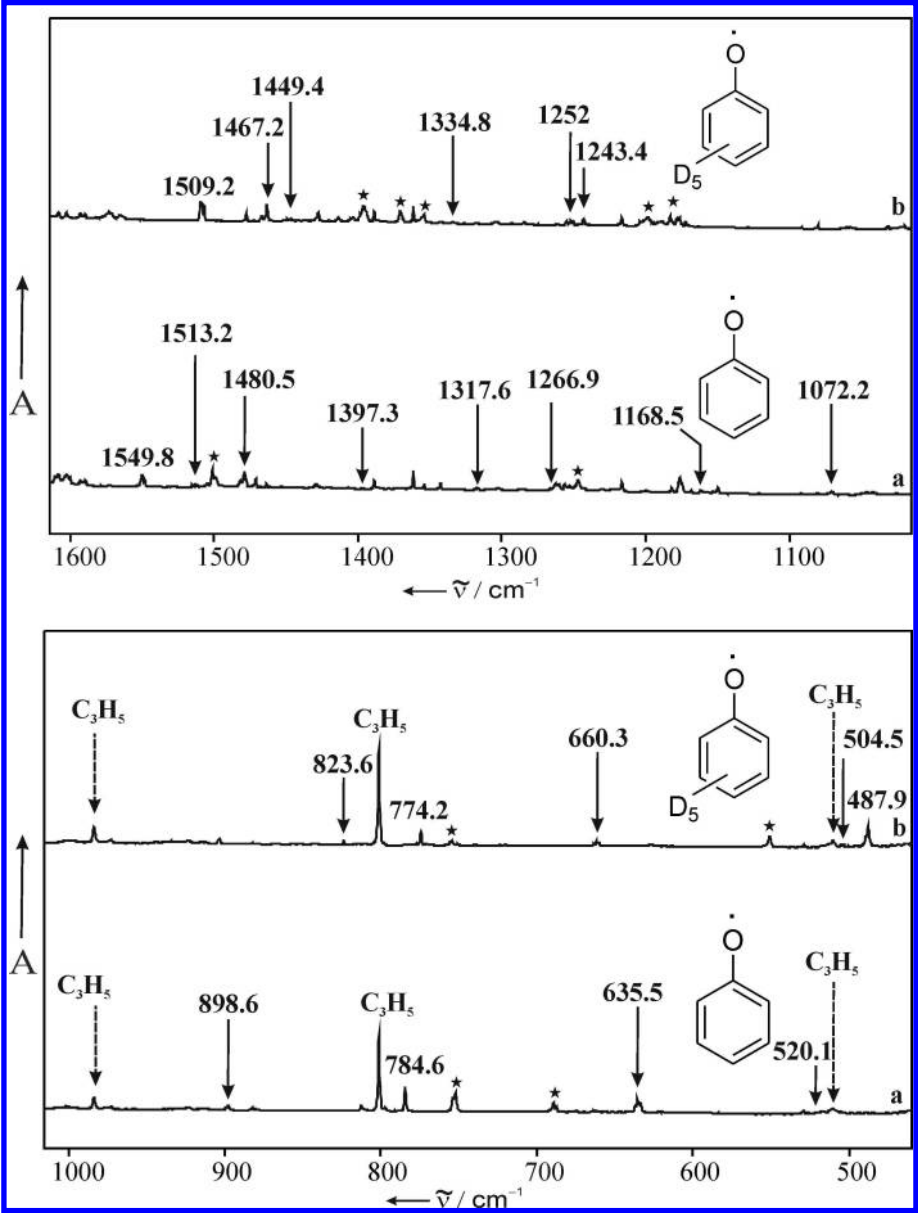 1449.4
1467.2
1334.8
1252
1243.4
1509.2
★ ★ ★ ★ ★
b
Ȯ
D₅
1513.2
1480.5
1397.3
1317.6
1266.9
1168.5
1072.2
1549.8
★ ★
a
Ȯ
A
1600 1500 1400 1300 1200 1100
ṽ / cm⁻¹
C₃H₅
C₃H₅
C₃H₅
823.6
774.2
660.3
504.5
487.9
★ ★
b
Ȯ
D₅
C₃H₅
898.6
C₃H₅
784.6
635.5
520.1
C₃H₅
★ ★
a
Ȯ
A
1000 900 800 700 600 500
ṽ / cm⁻¹